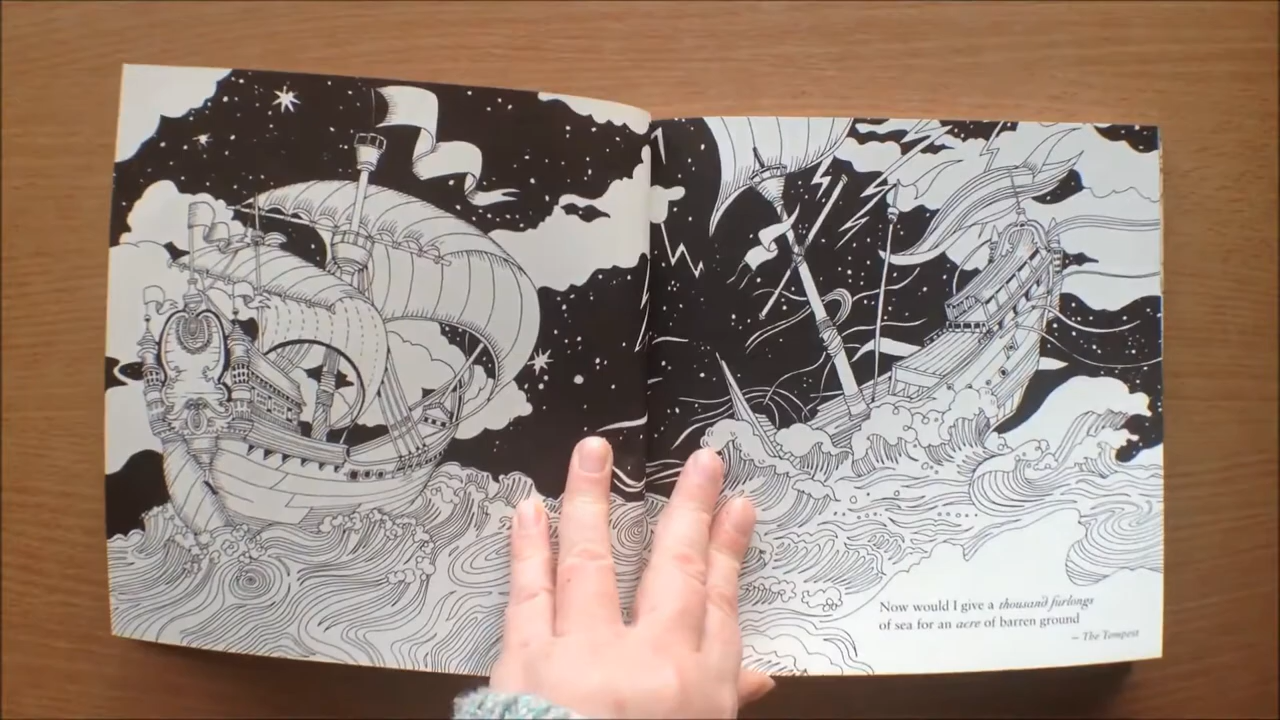 Now would I give a thousand furlongs
of sea for an acre of barren ground
– The Tempest